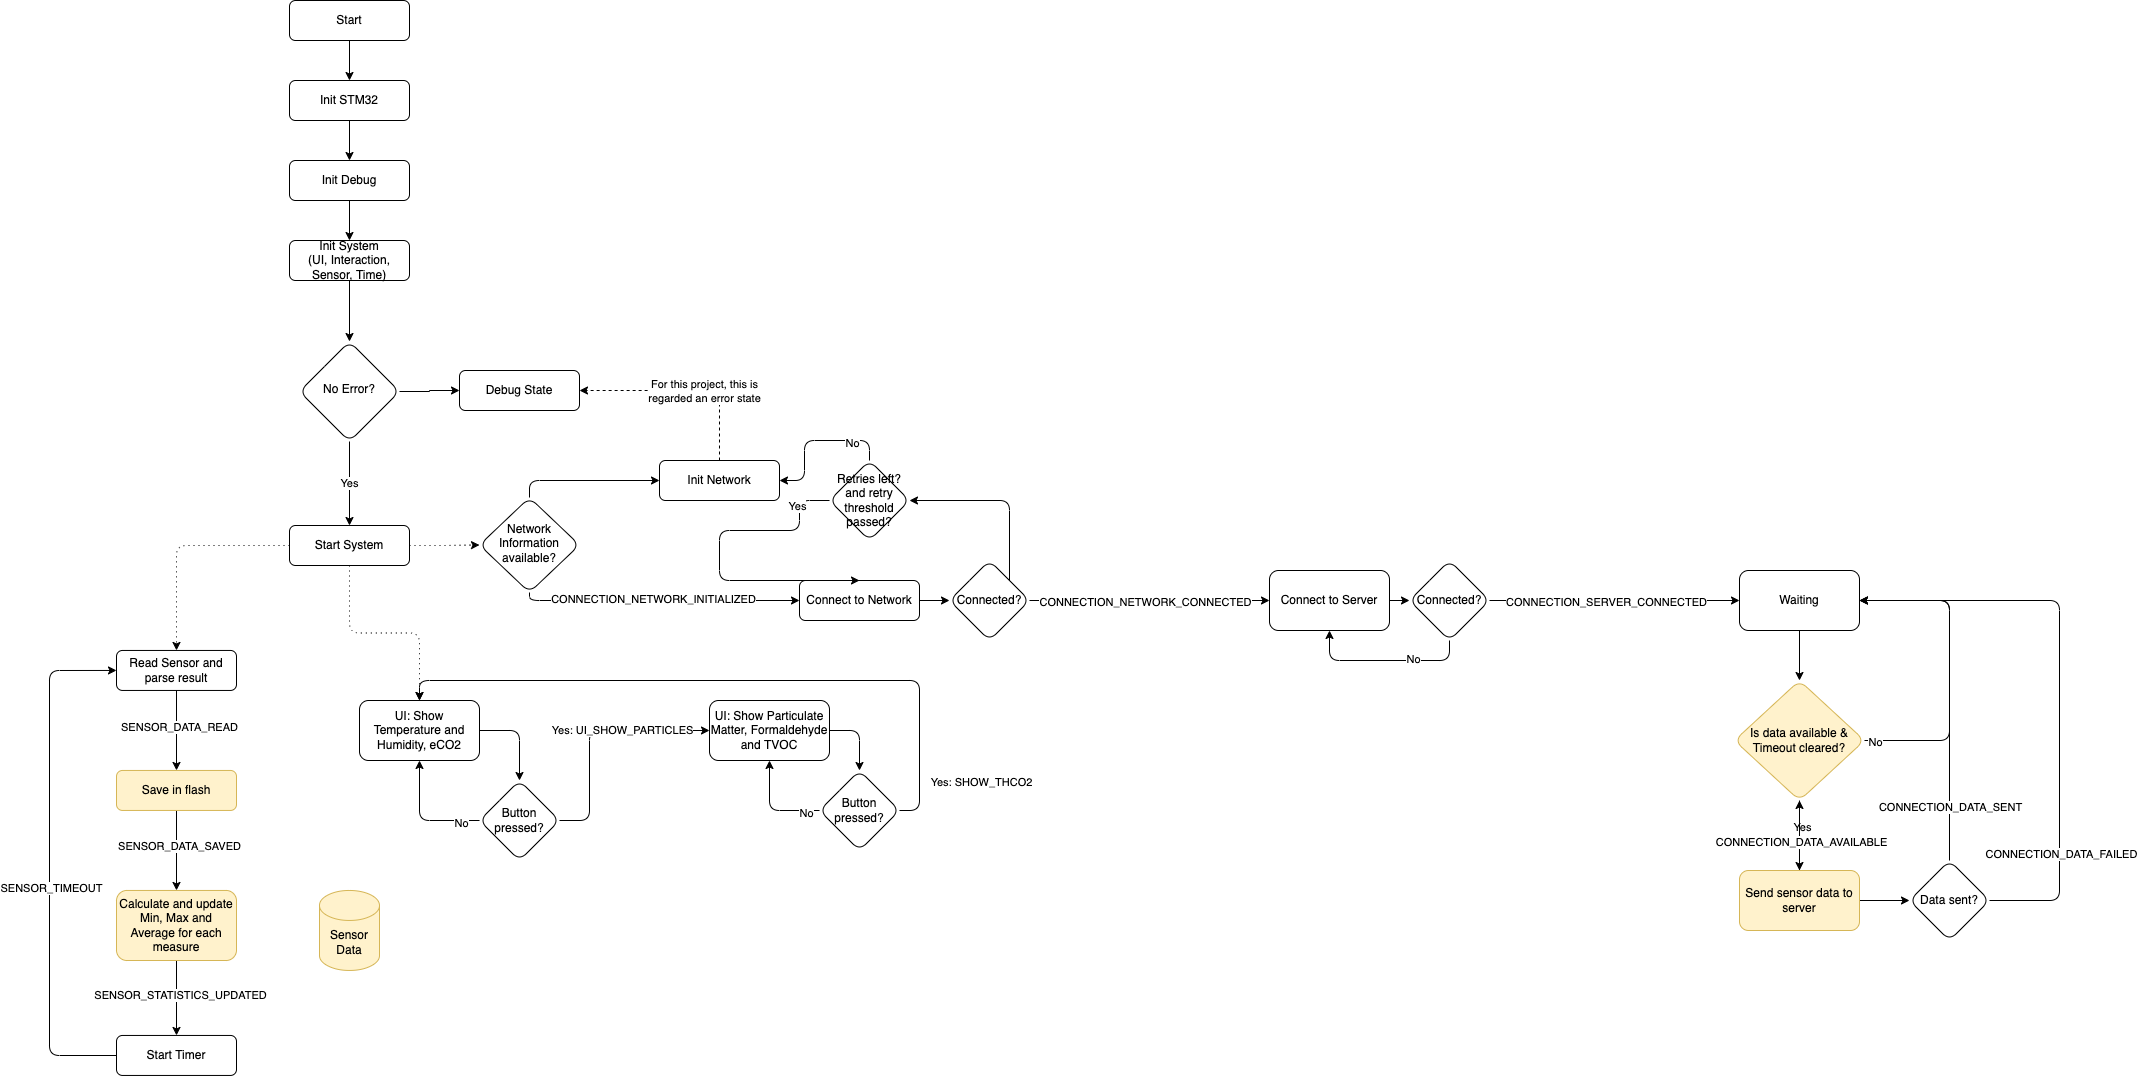 Start
Init STM32
Init Debug
Init System
(UI, Interaction,
Sensor, Time)
No Error?
Debug State
For this project, this is
regarded an error state
Yes
Init Network
No
Retries left?
and retry
threshold
passed?
Yes
Start System
Network
Information
available?
CONNECTION_NETWORK_INITIALIZED
Connect to Network
Connected?
CONNECTION_NETWORK_CONNECTED
Connect to Server
Connected?
No
CONNECTION_SERVER_CONNECTED
Waiting
Is data available &
Timeout cleared?
No
Yes
CONNECTION_DATA_AVAILABLE
Send sensor data to
server
Data sent?
CONNECTION_DATA_SENT
CONNECTION_DATA_FAILED
Read Sensor and
parse result
SENSOR_DATA_READ
Save in flash
SENSOR_DATA_SAVED
Calculate and update
Min, Max and
Average for each
measure
SENSOR_STATISTICS_UPDATED
Start Timer
SENSOR_TIMEOUT
UI: Show
Temperature and
Humidity, eCO2
Button
pressed?
No
Yes: UI_SHOW_PARTICLES
UI: Show Particulate
Matter, Formaldehyde
and TVOC
Button
pressed?
No
Yes: SHOW_THCO2
Sensor
Data